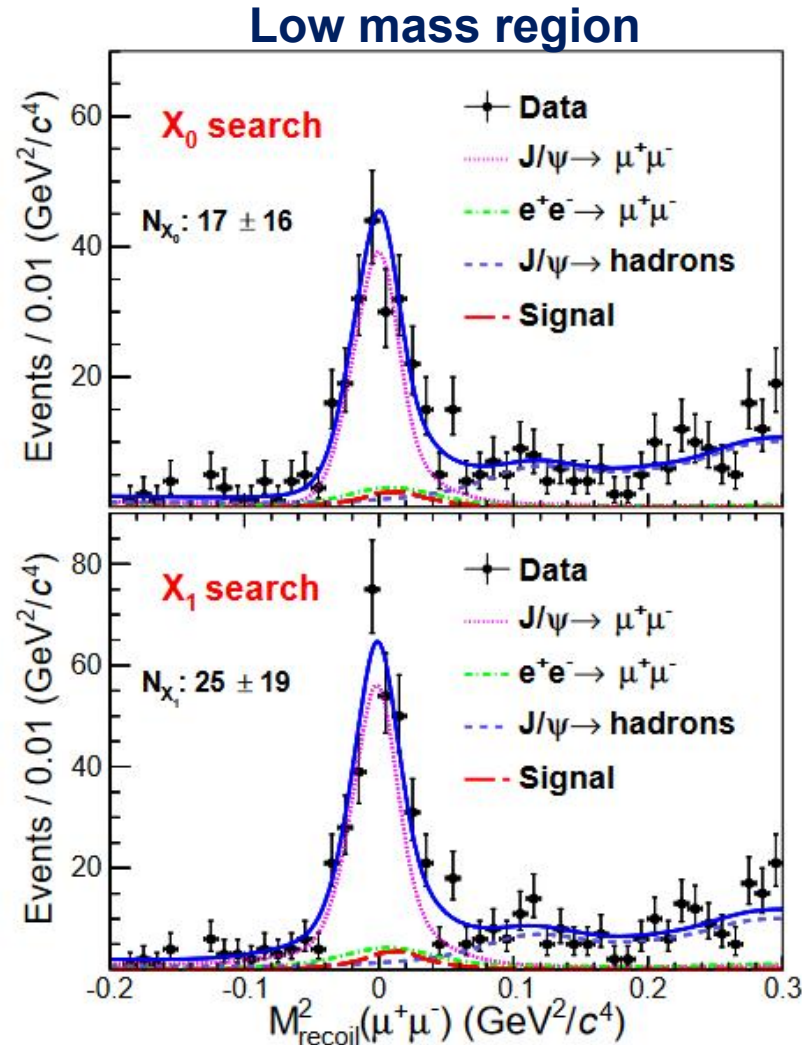 Low mass region
Events / 0.01 (GeV²/c⁴)
60
40
20
X₀ search
N_X₀: 17 ± 16
Data
J/ψ→ μ⁺μ⁻
e⁺e⁻→ μ⁺μ⁻
J/ψ→ hadrons
Signal
Events / 0.01 (GeV²/c⁴)
80
60
40
20
X₁ search
N_X₁: 25 ± 19
Data
J/ψ→ μ⁺μ⁻
e⁺e⁻→ μ⁺μ⁻
J/ψ→ hadrons
Signal
-0.2 -0.1 0 0.1 0.2 0.3
M²recoil(μ⁺μ⁻) (GeV²/c⁴)